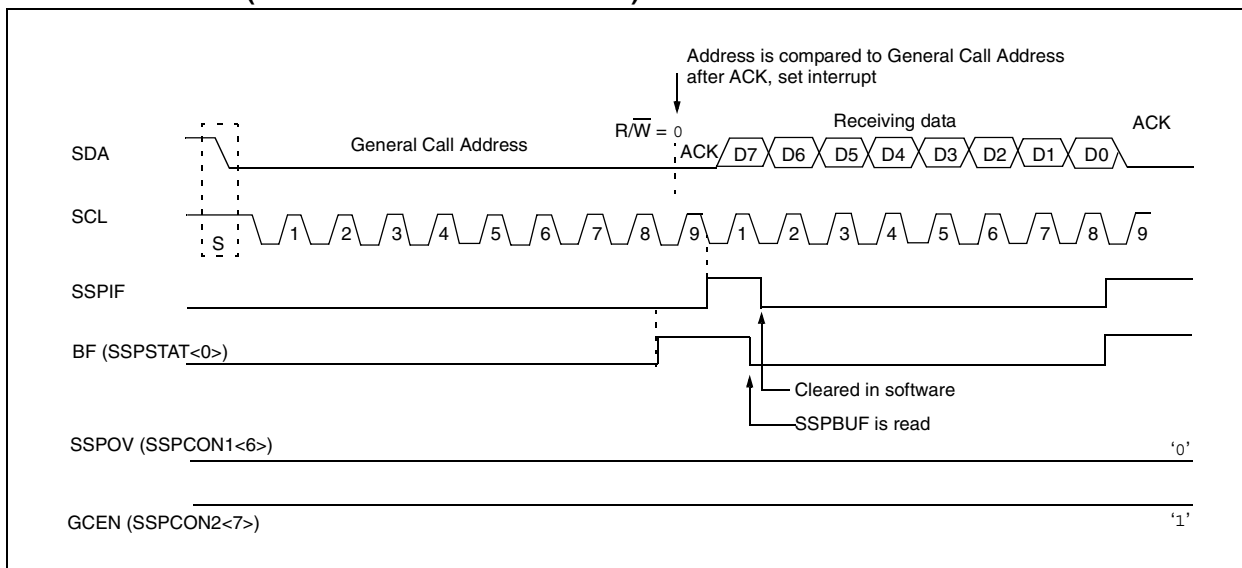 Address is compared to General Call Address
after ACK, set interrupt
R/W = 0
Receiving data
ACK
SDA
General Call Address
ACK
D7
D6
D5
D4
D3
D2
D1
D0
SCL
S
1
2
3
4
5
6
7
8
9
1
2
3
4
5
6
7
8
9
SSPIF
BF (SSPSTAT<0>)
Cleared in software
SSPBUF is read
SSPOV (SSPCON1<6>)
‘0’
GCEN (SSPCON2<7>)
‘1’